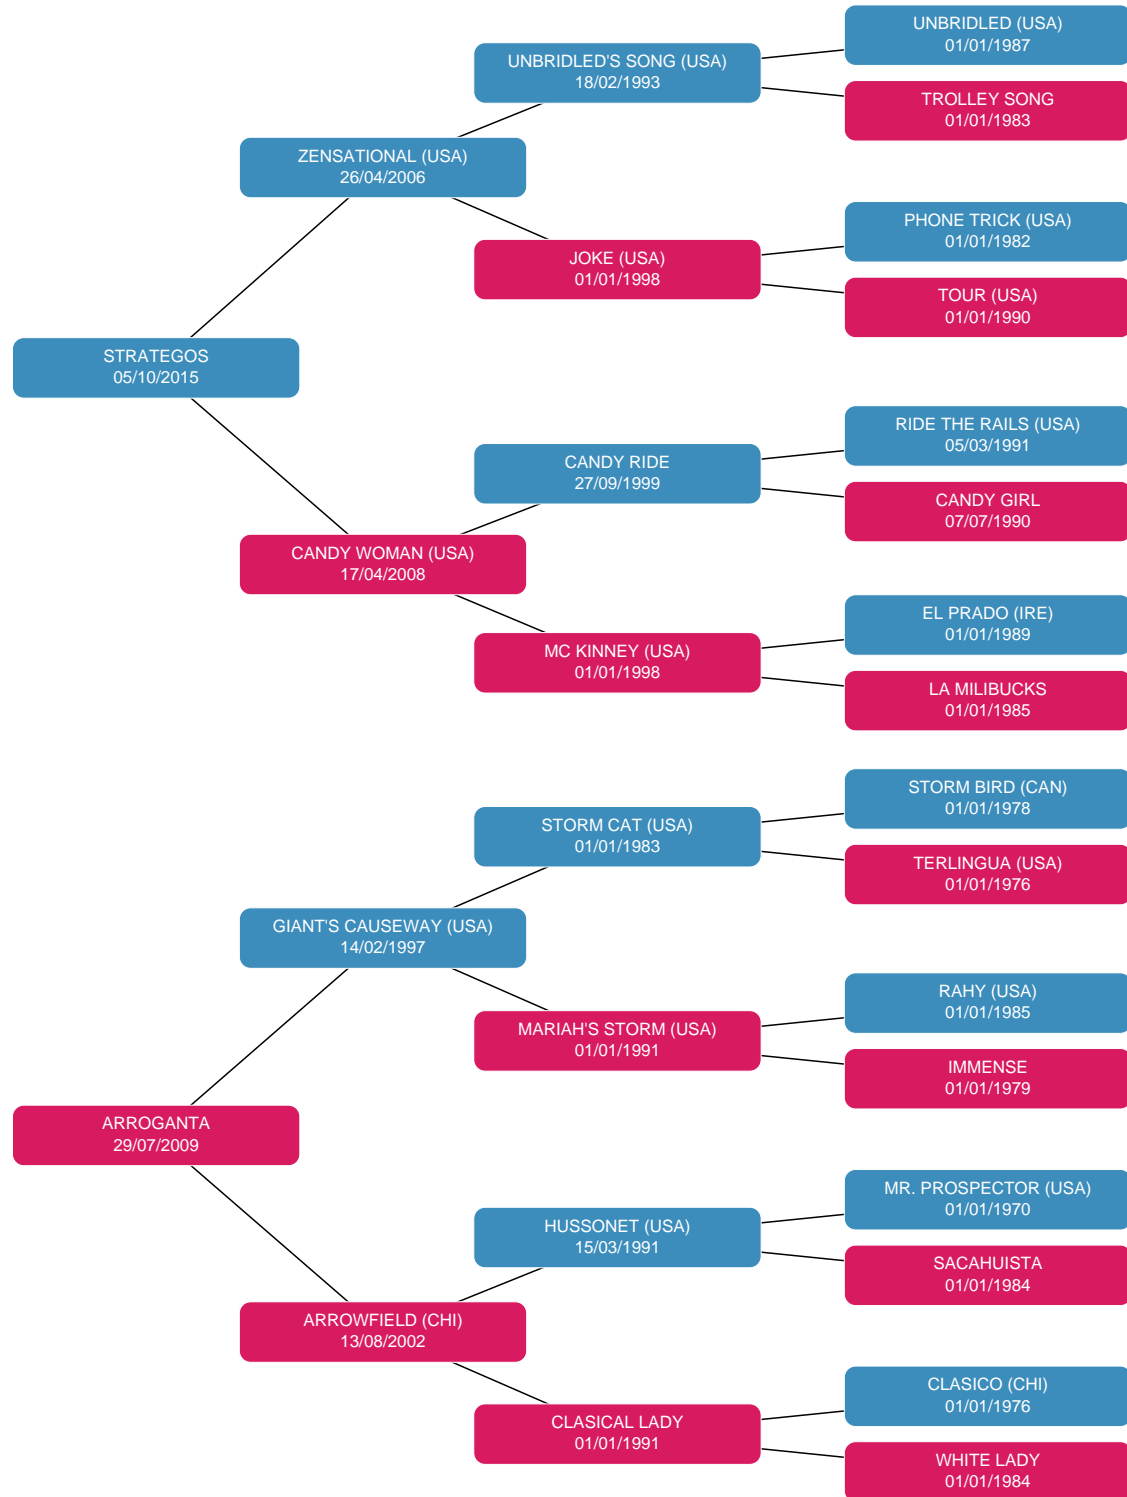 UNBRIDLED (USA)
01/01/1987
UNBRIDLED'S SONG (USA)
18/02/1993
TROLLEY SONG
01/01/1983
ZENSATIONAL (USA)
26/04/2006
PHONE TRICK (USA)
01/01/1982
JOKE (USA)
01/01/1998
TOUR (USA)
01/01/1990
STRATEGOS
05/10/2015
RIDE THE RAILS (USA)
05/03/1991
CANDY RIDE
27/09/1999
CANDY GIRL
07/07/1990
CANDY WOMAN (USA)
17/04/2008
EL PRADO (IRE)
01/01/1989
MC KINNEY (USA)
01/01/1998
LA MILIBUCKS
01/01/1985
STORM BIRD (CAN)
01/01/1978
STORM CAT (USA)
01/01/1983
TERLINGUA (USA)
01/01/1976
GIANT'S CAUSEWAY (USA)
14/02/1997
RAHY (USA)
01/01/1985
MARIAH'S STORM (USA)
01/01/1991
IMMENSE
01/01/1979
ARROGANTA
29/07/2009
MR. PROSPECTOR (USA)
01/01/1970
HUSSONET (USA)
15/03/1991
SACAHUISTA
01/01/1984
ARROWFIELD (CHI)
13/08/2002
CLASICO (CHI)
01/01/1976
CLASICAL LADY
01/01/1991
WHITE LADY
01/01/1984